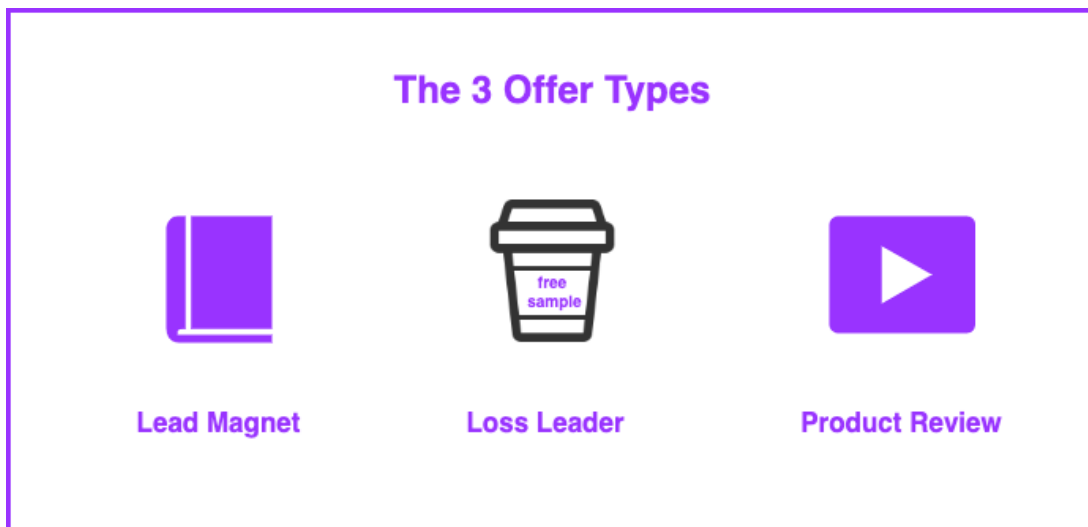 The 3 Offer Types
free
sample
Lead Magnet
Loss Leader
Product Review